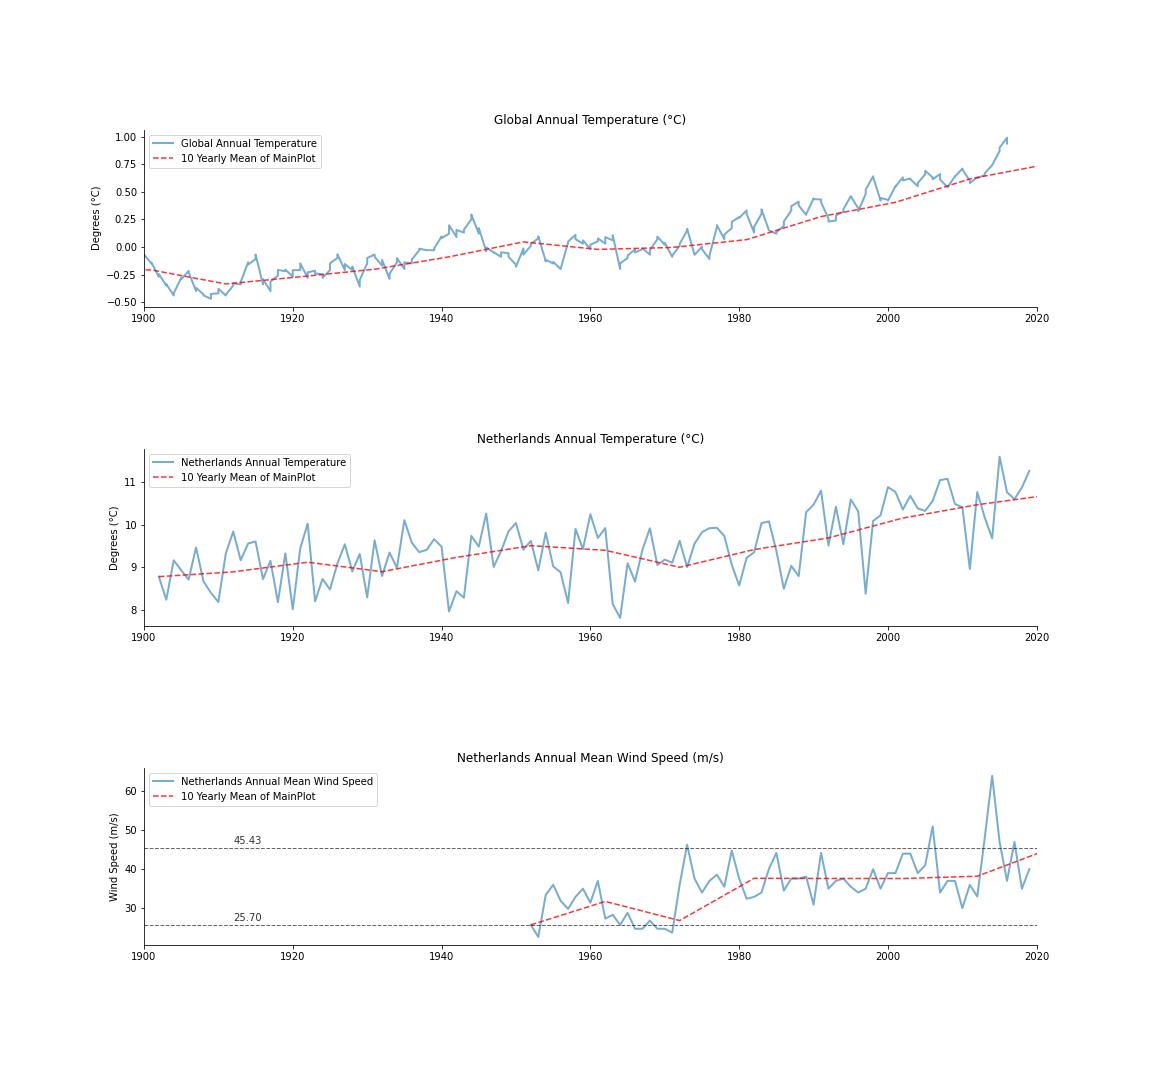 Global Annual Temperature (°C)
Global Annual Temperature
10 Yearly Mean of MainPlot
Degrees (°C)
1.00
0.75
0.50
0.25
0.00
−0.25
−0.50
1900 1920 1940 1960 1980 2000 2020
Netherlands Annual Temperature (°C)
Netherlands Annual Temperature
10 Yearly Mean of MainPlot
Degrees (°C)
11
10
9
8
1900 1920 1940 1960 1980 2000 2020
Netherlands Annual Mean Wind Speed (m/s)
Netherlands Annual Mean Wind Speed
10 Yearly Mean of MainPlot
Wind Speed (m/s)
60
50
45.43
40
30
25.70
1900 1920 1940 1960 1980 2000 2020